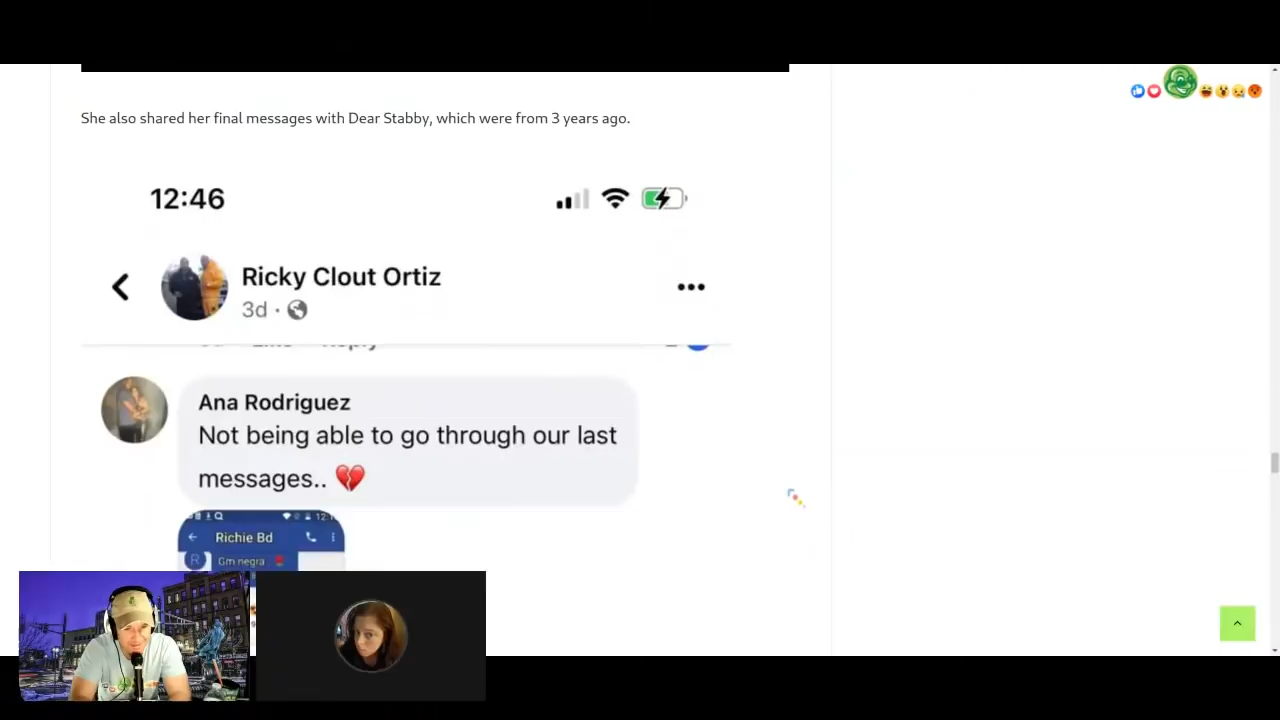 She also shared her final messages with Dear Stabby, which were from 3 years ago.
12:46
Ricky Clout Ortiz
3d ·
Ana Rodriguez
Not being able to go through our last
messages.. 💔
Richie Bd
R
Gm negra